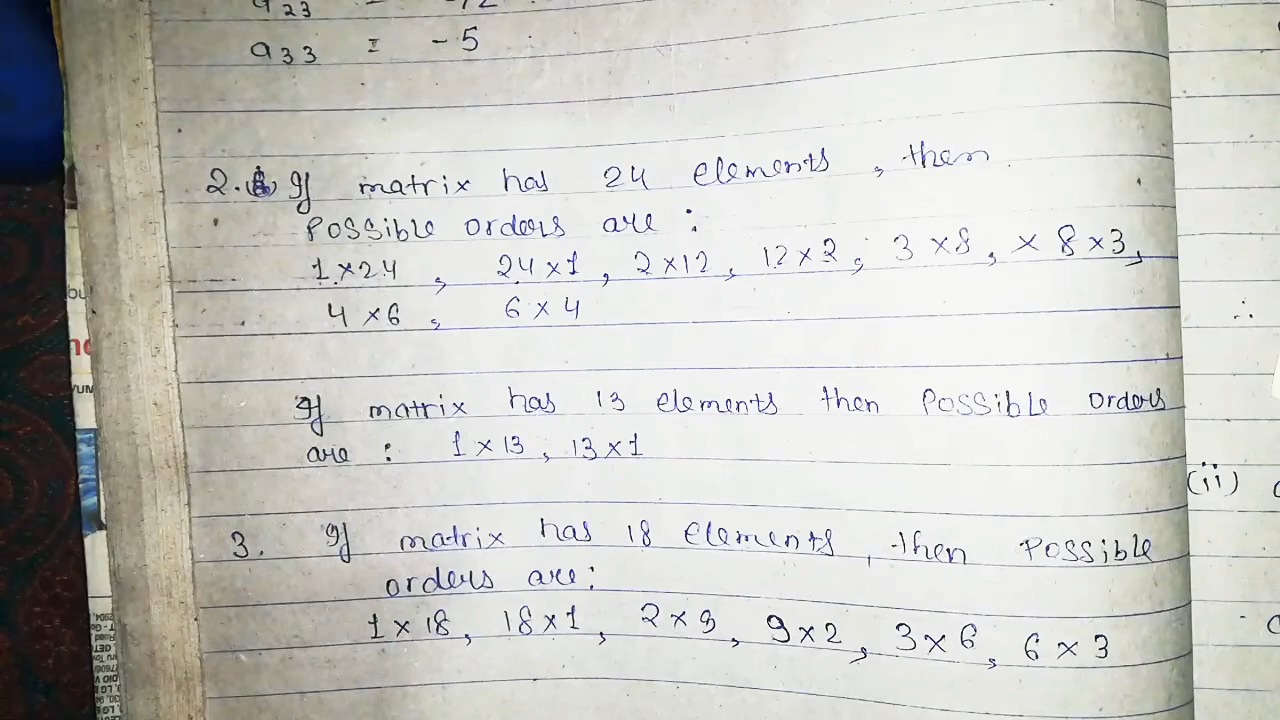 a33 = - 5
2. If matrix has 24 elements, then
possible orders are :
1 × 24, 24 × 1, 2 × 12, 12 × 2, 3 × 8, × 8 × 3,
4 × 6, 6 × 4
If matrix has 13 elements then possible orders
are : 1 × 13, 13 × 1
(ii)
3. If matrix has 18 elements, then possible
orders are:
1 × 18, 18 × 1, 2 × 9, 9 × 2, 3 × 6, 6 × 3